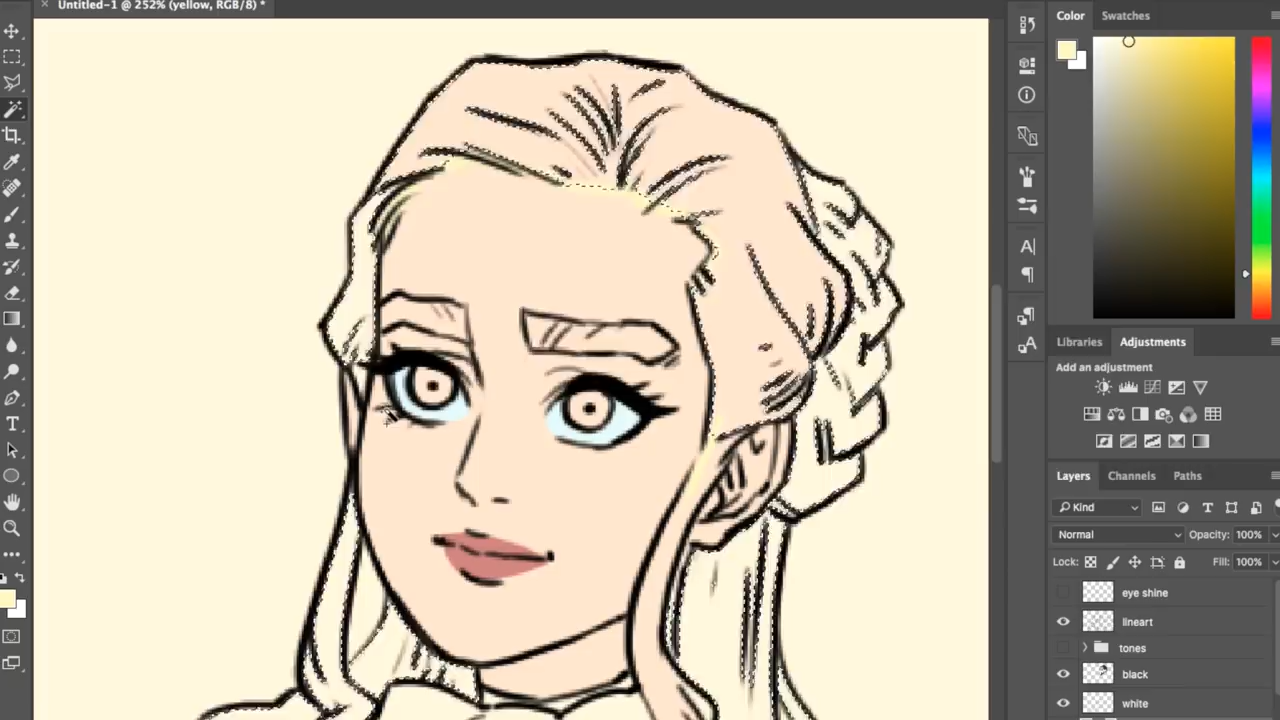 Untitled-1 @ 252% (yellow, RGB/8) *
Color
Swatches
Libraries
Adjustments
Add an adjustment
Layers
Channels
Paths
Kind
Normal
Opacity: 100%
Lock:
Fill: 100%
eye shine
lineart
tones
black
white